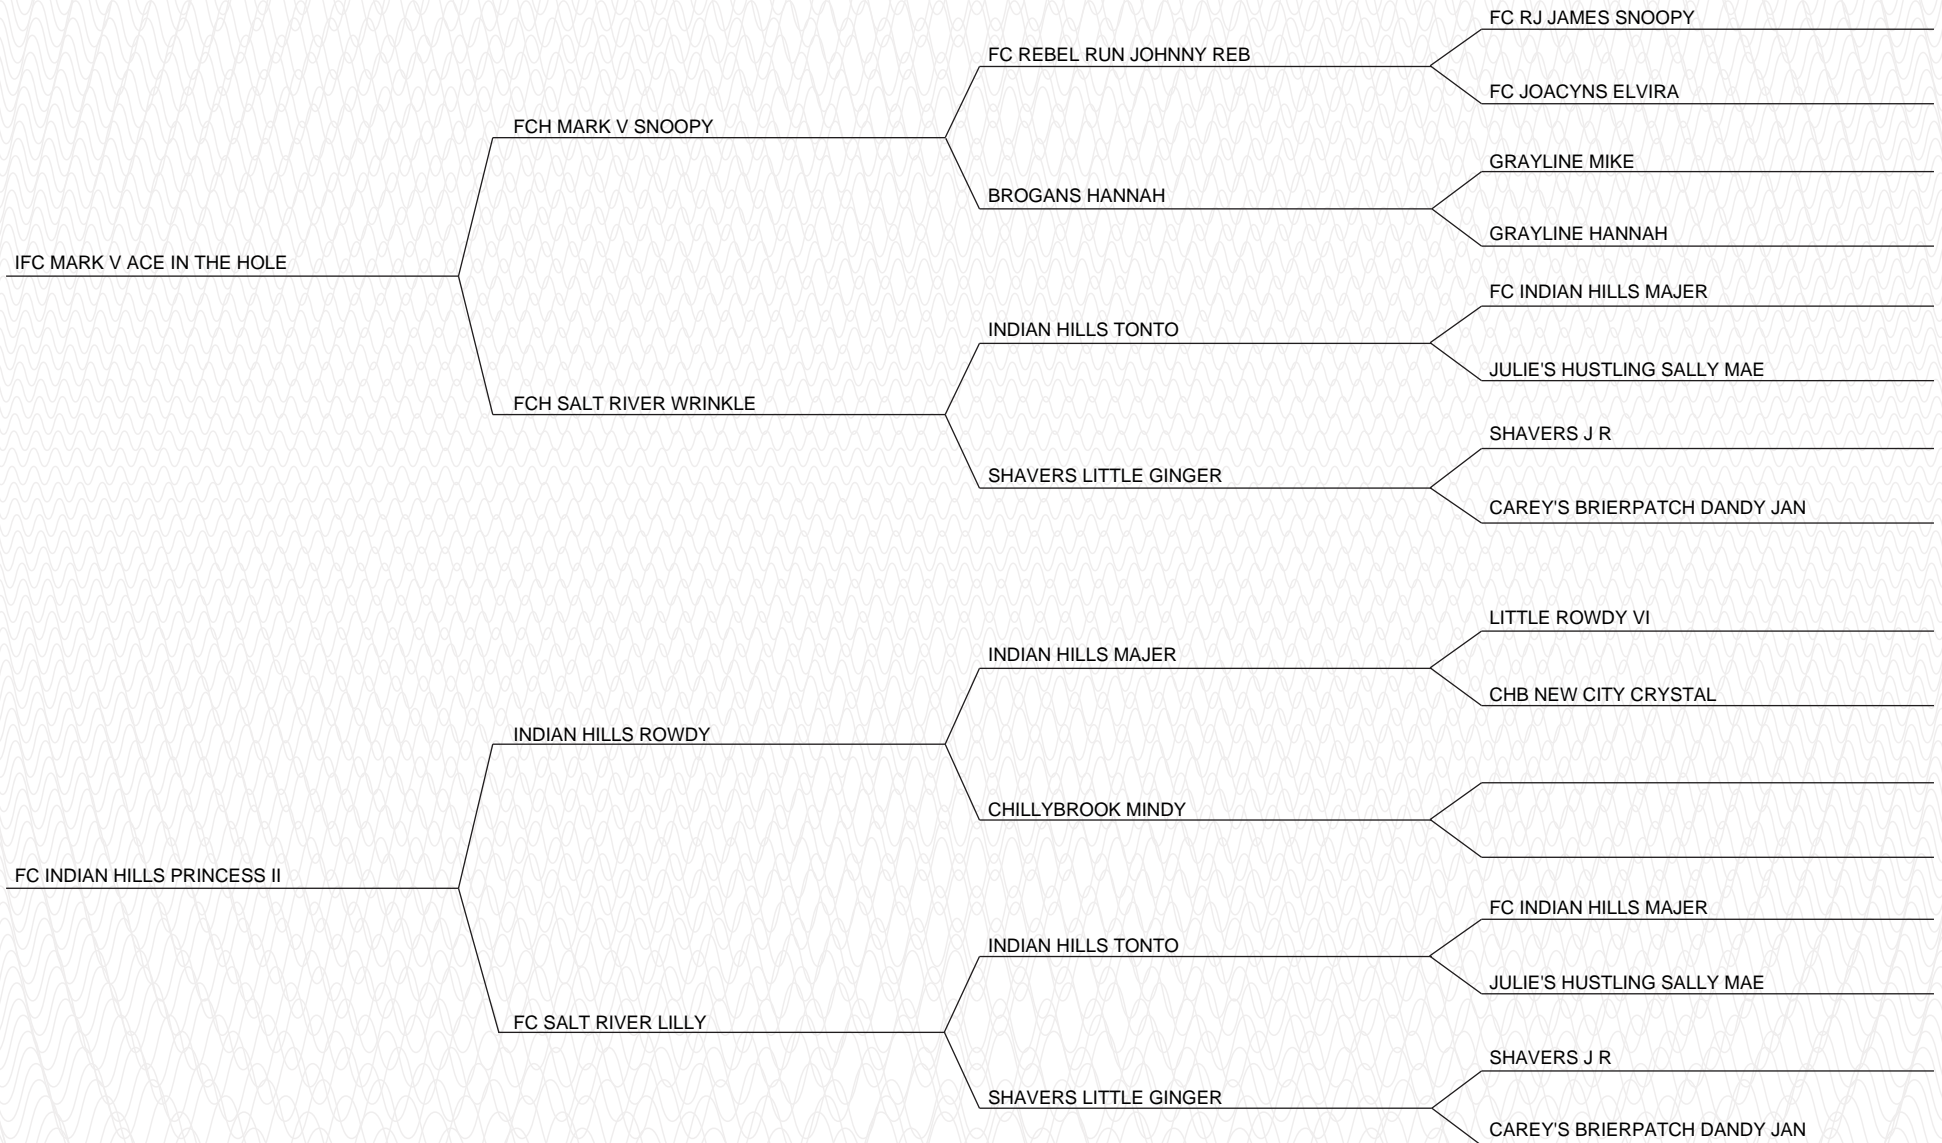 FC RJ JAMES SNOOPY
FC REBEL RUN JOHNNY REB
FC JOACYNS ELVIRA
FCH MARK V SNOOPY
GRAYLINE MIKE
BROGANS HANNAH
GRAYLINE HANNAH
IFC MARK V ACE IN THE HOLE
FC INDIAN HILLS MAJER
INDIAN HILLS TONTO
JULIE'S HUSTLING SALLY MAE
FCH SALT RIVER WRINKLE
SHAVERS J R
SHAVERS LITTLE GINGER
CAREY'S BRIERPATCH DANDY JAN
LITTLE ROWDY VI
INDIAN HILLS MAJER
CHB NEW CITY CRYSTAL
INDIAN HILLS ROWDY
CHILLYBROOK MINDY
FC INDIAN HILLS PRINCESS II
FC INDIAN HILLS MAJER
INDIAN HILLS TONTO
JULIE'S HUSTLING SALLY MAE
FC SALT RIVER LILLY
SHAVERS J R
SHAVERS LITTLE GINGER
CAREY'S BRIERPATCH DANDY JAN